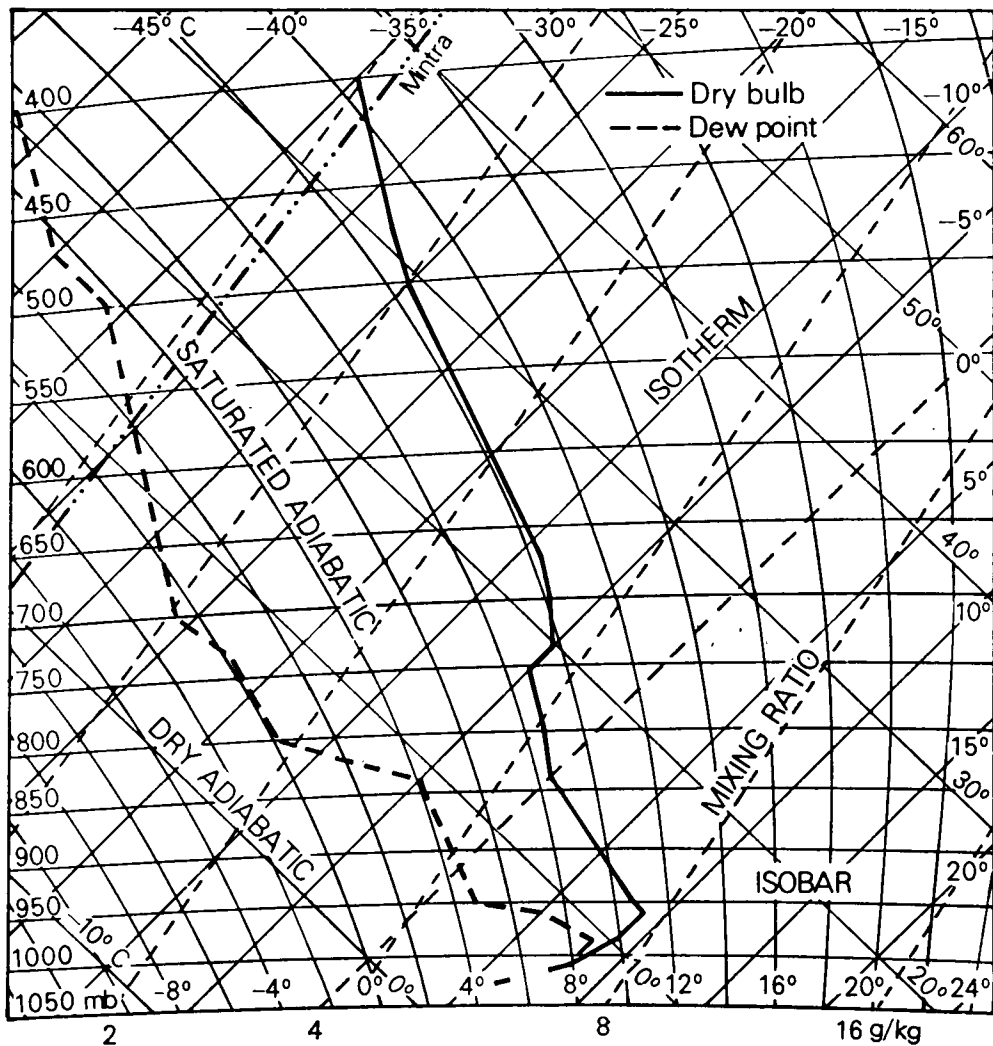 −45° C −40° −35° −30° −25° −20° −15°
Mintra
Dry bulb
Dew point
−10°
60°
−5°
50°
0°
5°
40°
10°
15°
30°
20°
400
450
500
550
600
650
700
750
800
850
900
950
1000
1050 mb
SATURATED ADIABATIC
ISOTHERM
DRY ADIABATIC
MIXING RATIO
ISOBAR
−10° C
−8° −4° 0° 0° 4° 8° 10° 12° 16° 20° 20° 24°
2 4 8 16 g/kg